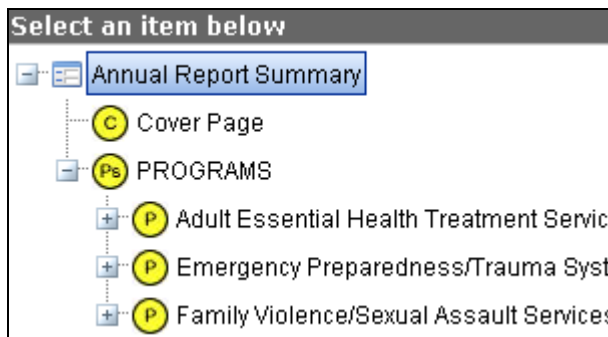 Select an item below
Annual Report Summary
C Cover Page
Ps PROGRAMS
P Adult Essential Health Treatment Servic
P Emergency Preparedness/Trauma Syst
P Family Violence/Sexual Assault Services